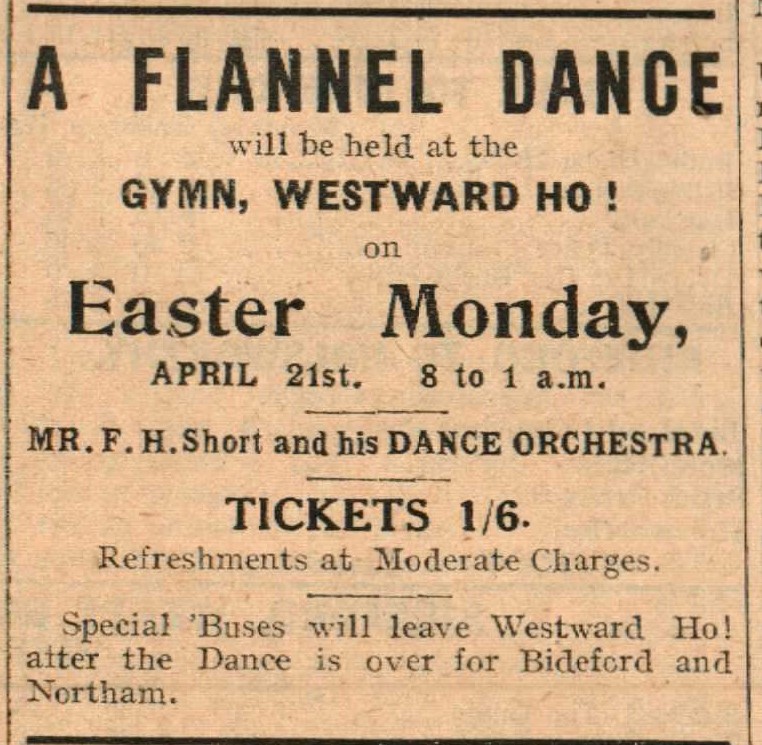 A FLANNEL DANCE
will be held at the
GYMN, WESTWARD HO !
on
Easter Monday,
APRIL 21st. 8 to 1 a.m.
MR. F. H. Short and his DANCE ORCHESTRA.
TICKETS 1/6.
Refreshments at Moderate Charges.
Special 'Buses will leave Westward Ho!
after the Dance is over for Bideford and
Northam.